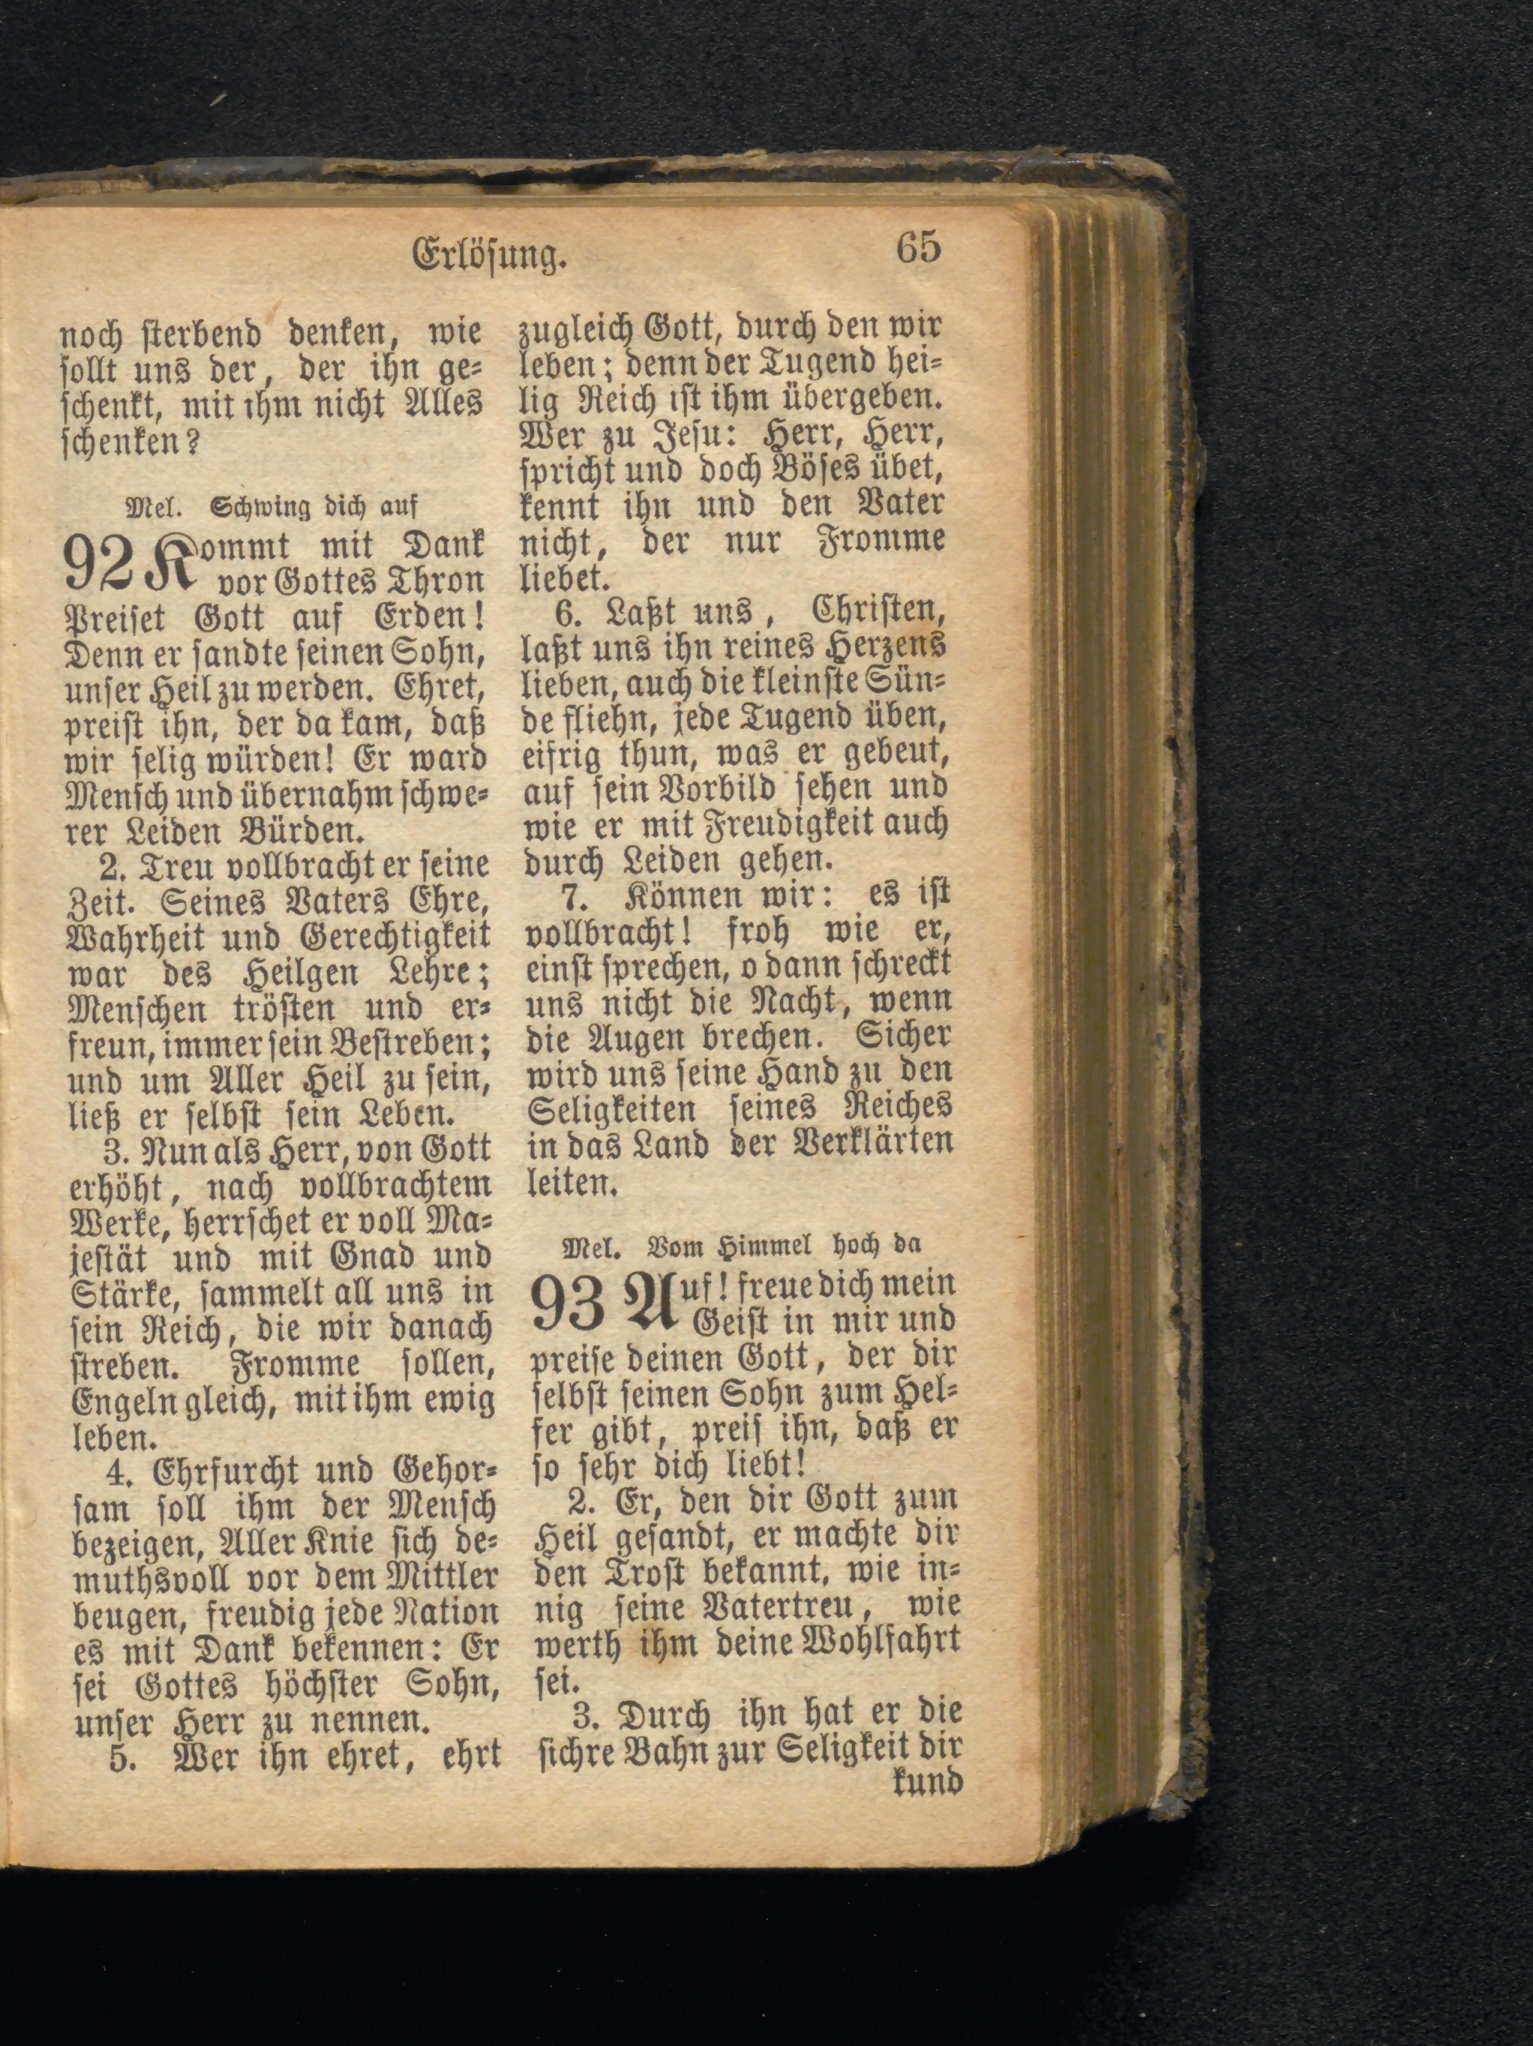 Erlösung.
65
noch sterbend denken, wie
sollt uns der, der ihn ge-
schenkt, mit ihm nicht Alles
schenken?
Mel. Schwing dich auf
92 Kommt mit Dank
vor Gottes Thron
Preiset Gott auf Erden!
Denn er sandte seinen Sohn,
unser Heil zu werden. Ehret,
preist ihn, der da kam, daß
wir selig würden! Er ward
Mensch und übernahm schwe-
rer Leiden Bürden.
2. Treu vollbracht er seine
Zeit. Seines Vaters Ehre,
Wahrheit und Gerechtigkeit
war des Heilgen Lehre;
Menschen trösten und er-
freun, immer sein Bestreben;
und um Aller Heil zu sein,
ließ er selbst sein Leben.
3. Nun als Herr, von Gott
erhöht, nach vollbrachtem
Werke, herrschet er voll Ma-
jestät und mit Gnad und
Stärke, sammelt all uns in
sein Reich, die wir danach
streben. Fromme sollen,
Engeln gleich, mit ihm ewig
leben.
4. Ehrfurcht und Gehor-
sam soll ihm der Mensch
bezeigen, Aller Knie sich de-
muthsvoll vor dem Mittler
beugen, freudig jede Nation
es mit Dank bekennen: Er
sei Gottes höchster Sohn,
unser Herr zu nennen.
5. Wer ihn ehret, ehrt
zugleich Gott, durch den wir
leben; denn der Tugend hei-
lig Reich ist ihm übergeben.
Wer zu Jesu: Herr, Herr,
spricht und doch Böses übet,
kennt ihn und den Vater
nicht, der nur Fromme
liebet.
6. Laßt uns, Christen,
laßt uns ihn reines Herzens
lieben, auch die kleinste Sün-
de fliehn, jede Tugend üben,
eifrig thun, was er gebeut,
auf sein Vorbild sehen und
wie er mit Freudigkeit auch
durch Leiden gehen.
7. Können wir: es ist
vollbracht! froh wie er,
einst sprechen, o dann schreckt
uns nicht die Nacht, wenn
die Augen brechen. Sicher
wird uns seine Hand zu den
Seligkeiten seines Reiches
in das Land der Verklärten
leiten.
Mel. Vom Himmel hoch da
93 Auf! freue dich mein
Geist in mir und
preise deinen Gott, der dir
selbst seinen Sohn zum Hel-
fer gibt, preis ihn, daß er
so sehr dich liebt!
2. Er, den dir Gott zum
Heil gesandt, er machte dir
den Trost bekannt, wie in-
nig seine Vatertreu, wie
werth ihm deine Wohlfahrt
sei.
3. Durch ihn hat er die
sichre Bahn zur Seligkeit dir
kund